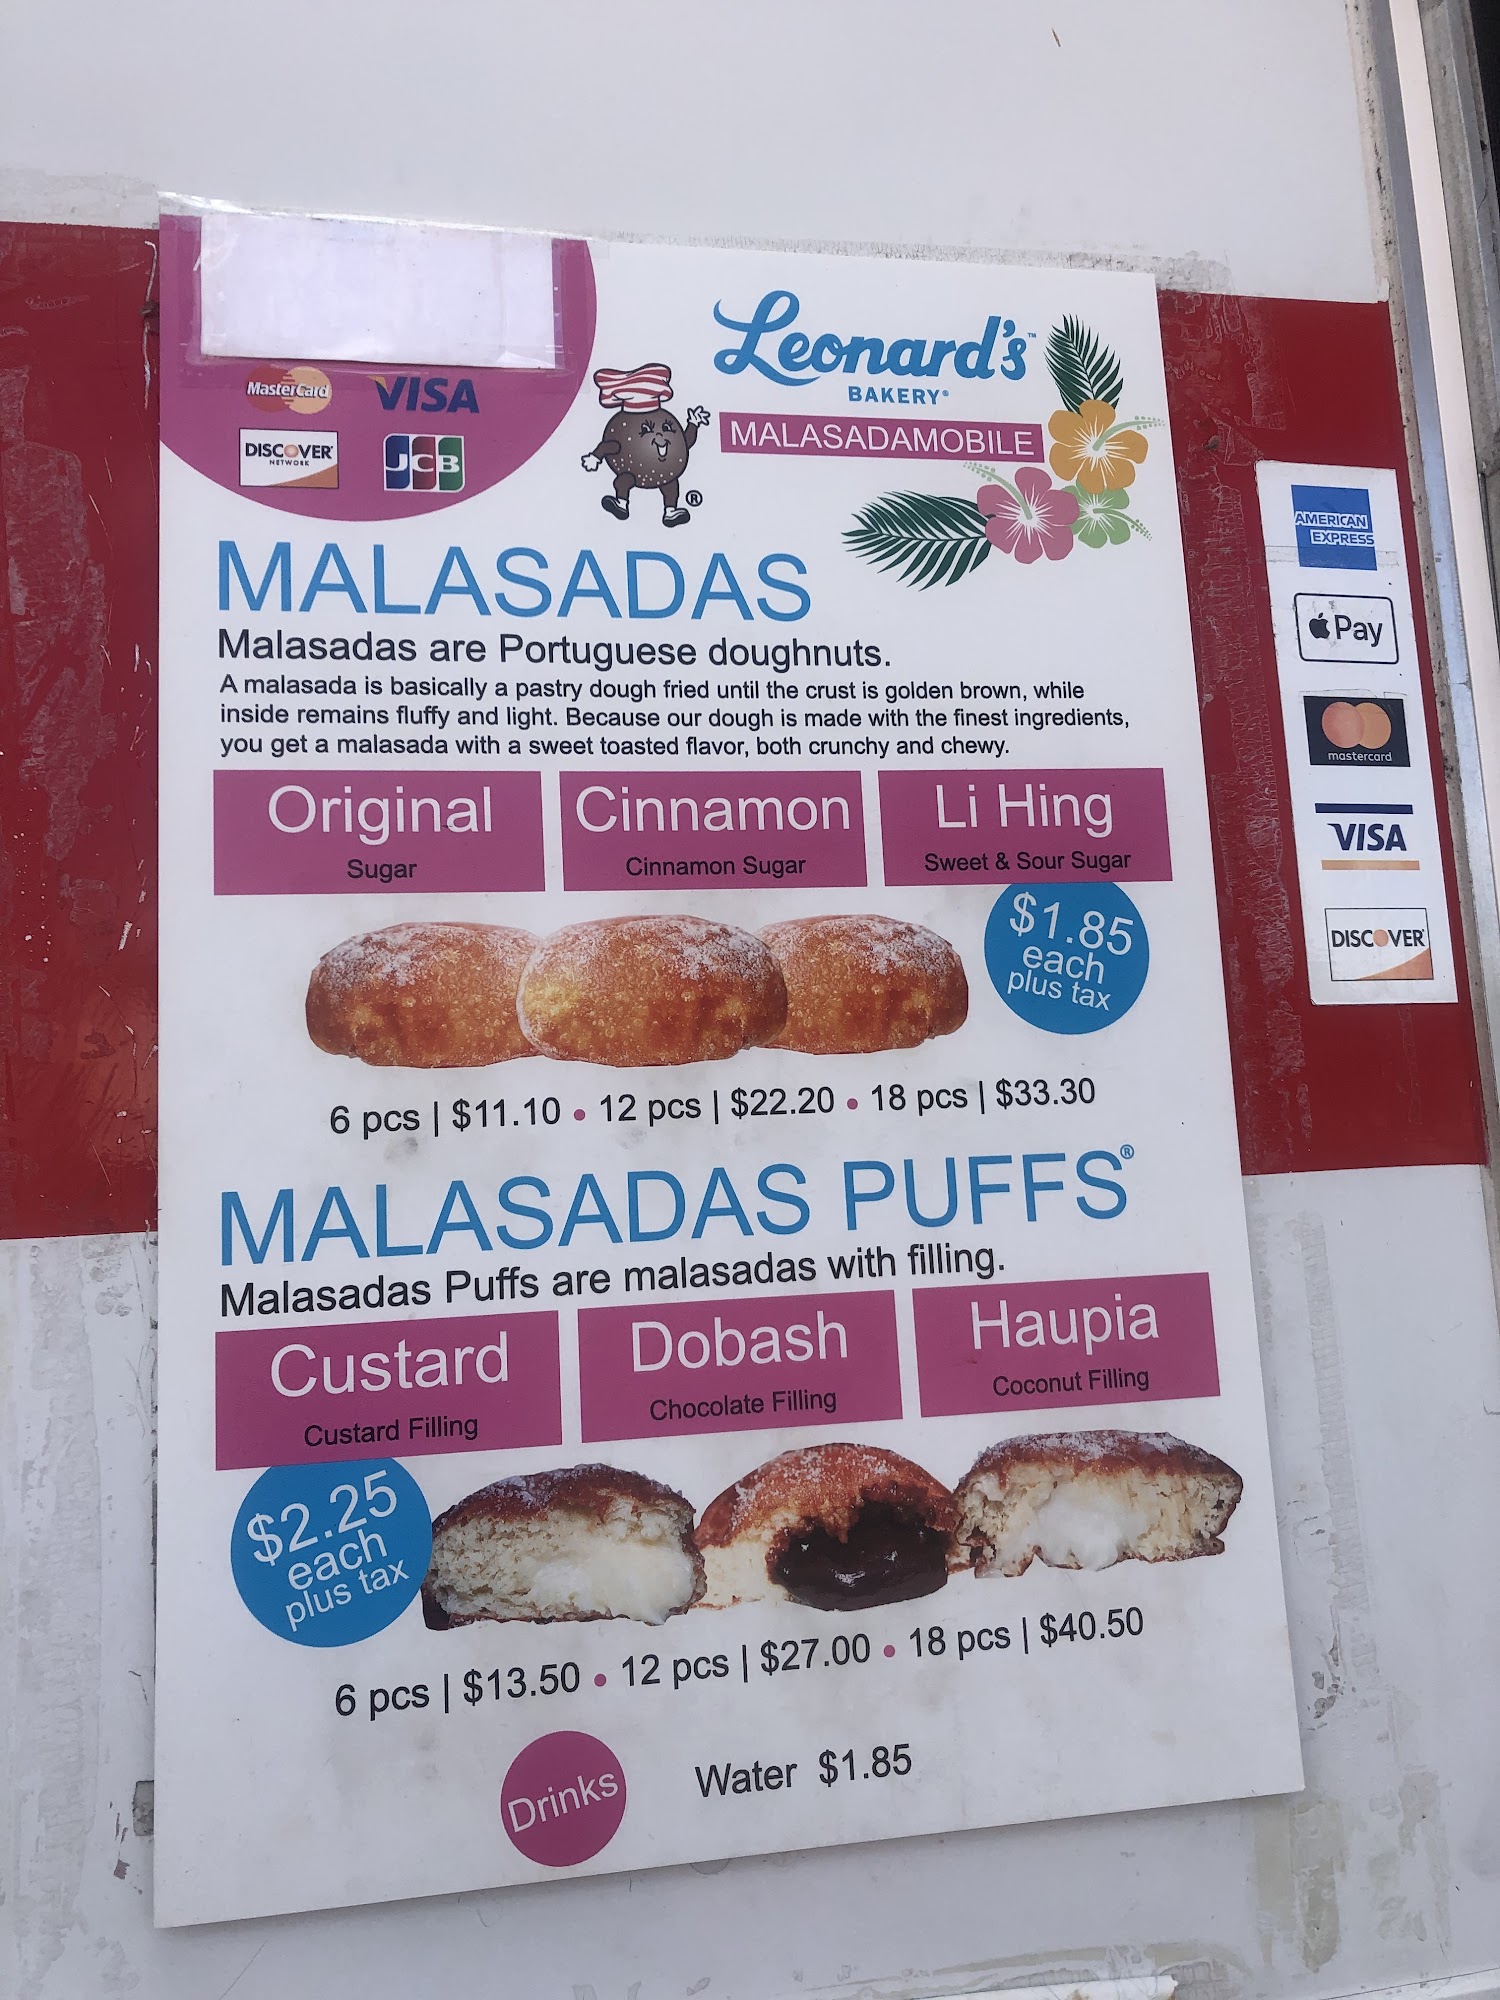 MasterCard VISA
DISCOVER
NETWORK
JCB
Leonard's™
BAKERY®
MALASADAMOBILE
®
MALASADAS
Malasadas are Portuguese doughnuts.
A malasada is basically a pastry dough fried until the crust is golden brown, while
inside remains fluffy and light. Because our dough is made with the finest ingredients,
you get a malasada with a sweet toasted flavor, both crunchy and chewy.
Original
Sugar
Cinnamon
Cinnamon Sugar
Li Hing
Sweet & Sour Sugar
$1.85
each
plus tax
6 pcs | $11.10 • 12 pcs | $22.20 • 18 pcs | $33.30
MALASADAS PUFFS®
Malasadas Puffs are malasadas with filling.
Custard
Custard Filling
Dobash
Chocolate Filling
Haupia
Coconut Filling
$2.25
each
plus tax
6 pcs | $13.50 • 12 pcs | $27.00 • 18 pcs | $40.50
Drinks
Water $1.85
AMERICAN
EXPRESS
Pay
mastercard
VISA
DISCOVER